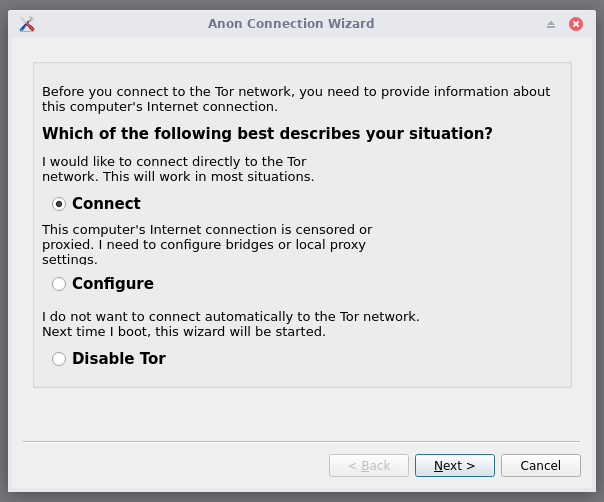 Anon Connection Wizard
Before you connect to the Tor network, you need to provide information about
this computer's Internet connection.
Which of the following best describes your situation?
I would like to connect directly to the Tor
network. This will work in most situations.
Connect
This computer's Internet connection is censored or
proxied. I need to configure bridges or local proxy
settings.
Configure
I do not want to connect automatically to the Tor network.
Next time I boot, this wizard will be started.
Disable Tor
< Back
Next >
Cancel